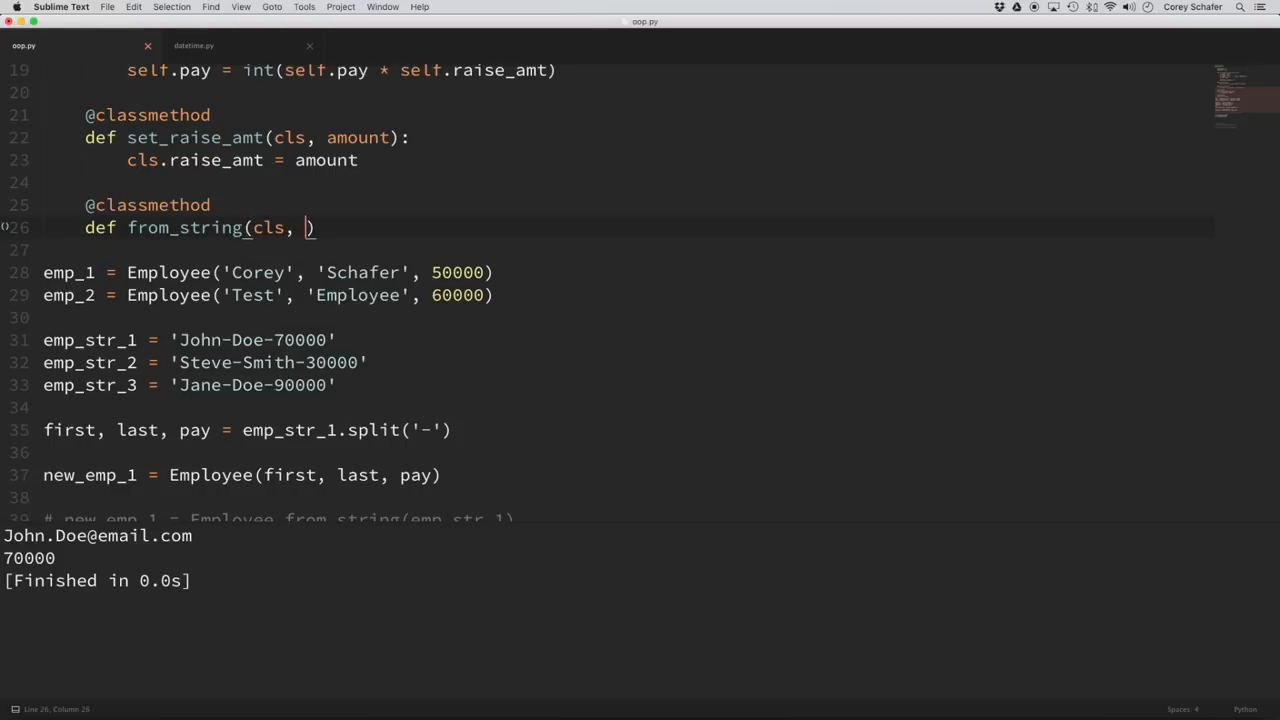 Sublime Text File Edit Selection Find View Goto Tools Project Window Help Corey Schafer
oop.py
oop.py datetime.py
19 self.pay = int(self.pay * self.raise_amt)
20
21 @classmethod
22 def set_raise_amt(cls, amount):
23 cls.raise_amt = amount
24
25 @classmethod
26 def from_string(cls, )
27
28 emp_1 = Employee('Corey', 'Schafer', 50000)
29 emp_2 = Employee('Test', 'Employee', 60000)
30
31 emp_str_1 = 'John-Doe-70000'
32 emp_str_2 = 'Steve-Smith-30000'
33 emp_str_3 = 'Jane-Doe-90000'
34
35 first, last, pay = emp_str_1.split('-')
36
37 new_emp_1 = Employee(first, last, pay)
38
39 # new_emp_1 = Employee.from_string(emp_str_1)
John.Doe@email.com
70000
[Finished in 0.0s]
Line 26, Column 26 Spaces: 4 Python